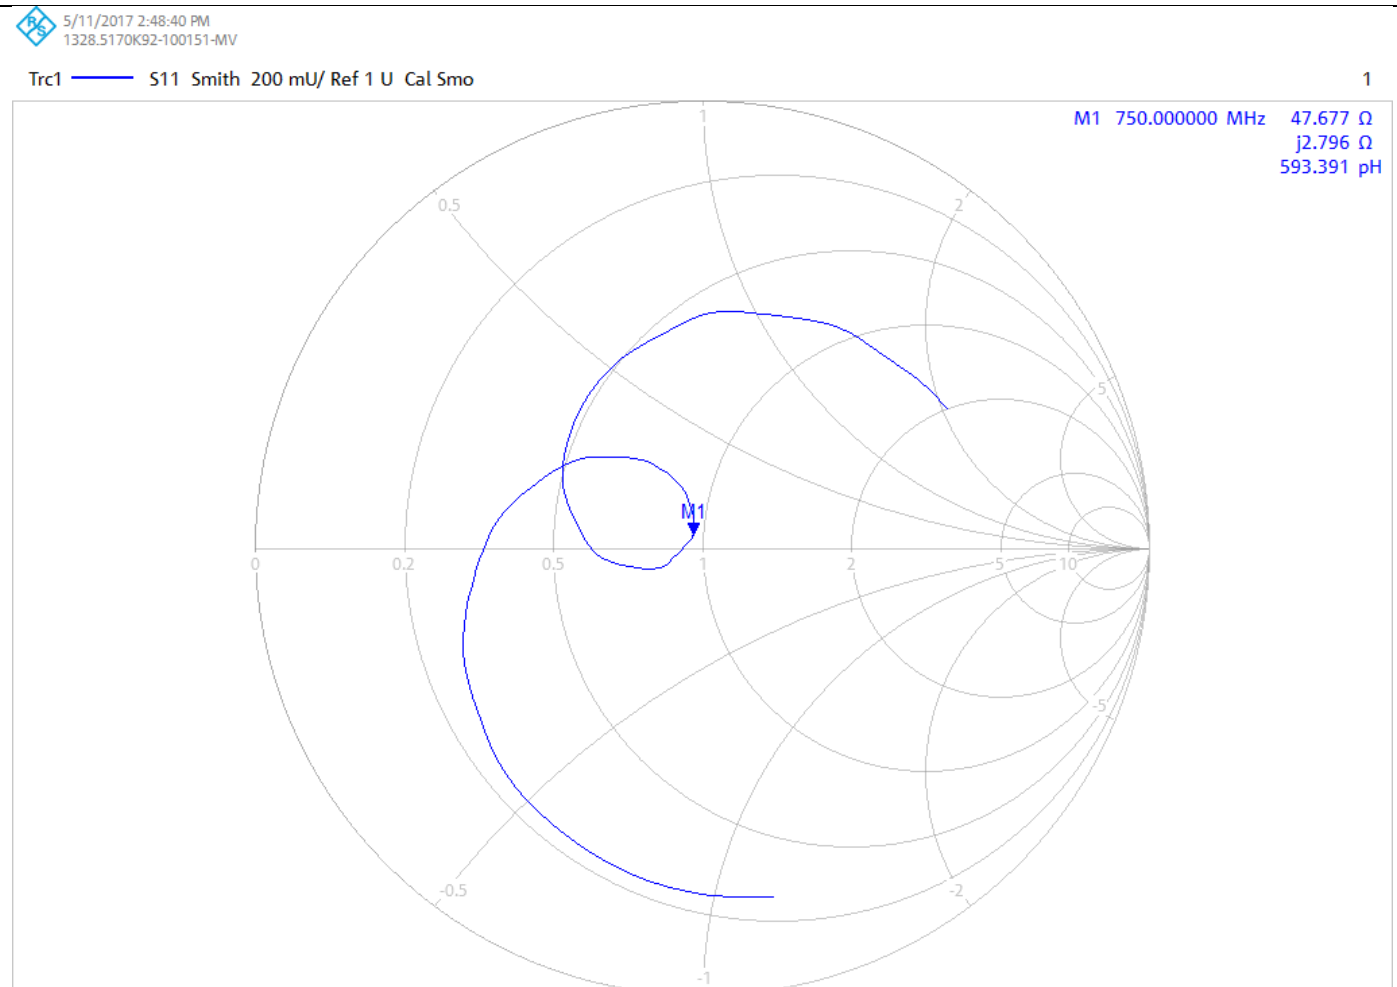 R&S
5/11/2017 2:48:40 PM
1328.5170K92-100151-MV
Trc1 S11 Smith 200 mU/ Ref 1 U Cal Smo 1
M1 750.000000 MHz 47.677 Ω
j2.796 Ω
593.391 pH
1
0.5 2
5
M1
0 0.2 0.5 1 2 5 10
-5
-0.5 -2
-1